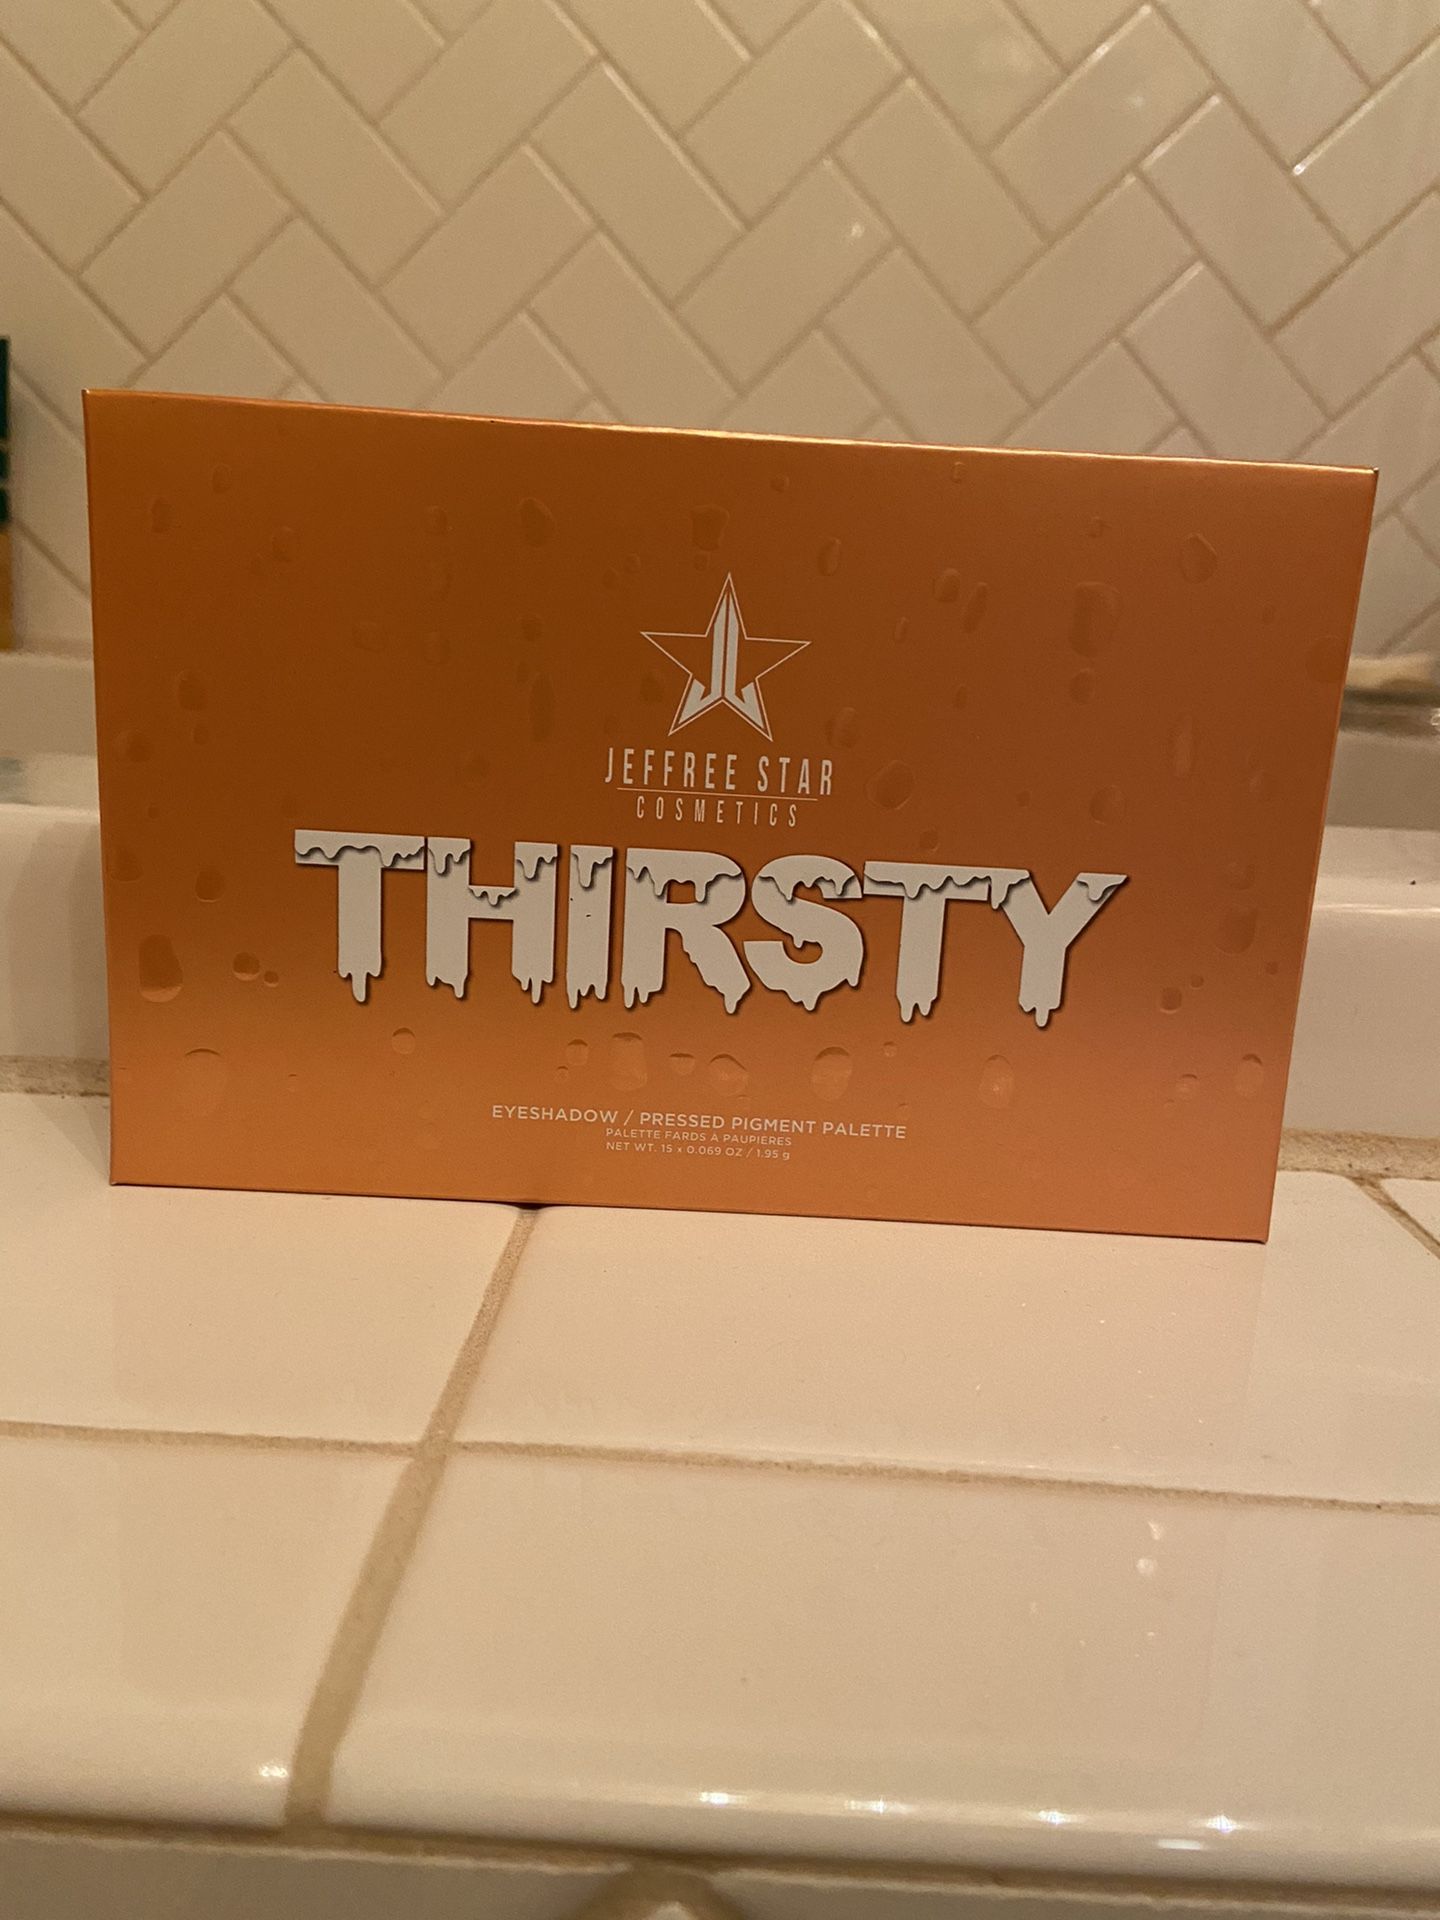 JEFFREE STAR
COSMETICS
THIRSTY
EYESHADOW / PRESSED PIGMENT PALETTE
PALETTE FARDS A PAUPIERES
NET WT. 15 x 0.069 OZ / 1.95 g